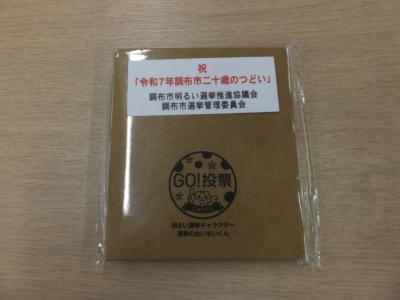 祝
「令和7年調布市二十歳のつどい」
調布市明るい選挙推進協議会
調布市選挙管理委員会
GO!投票
明るい選挙キャラクター
選挙のめいすいくん